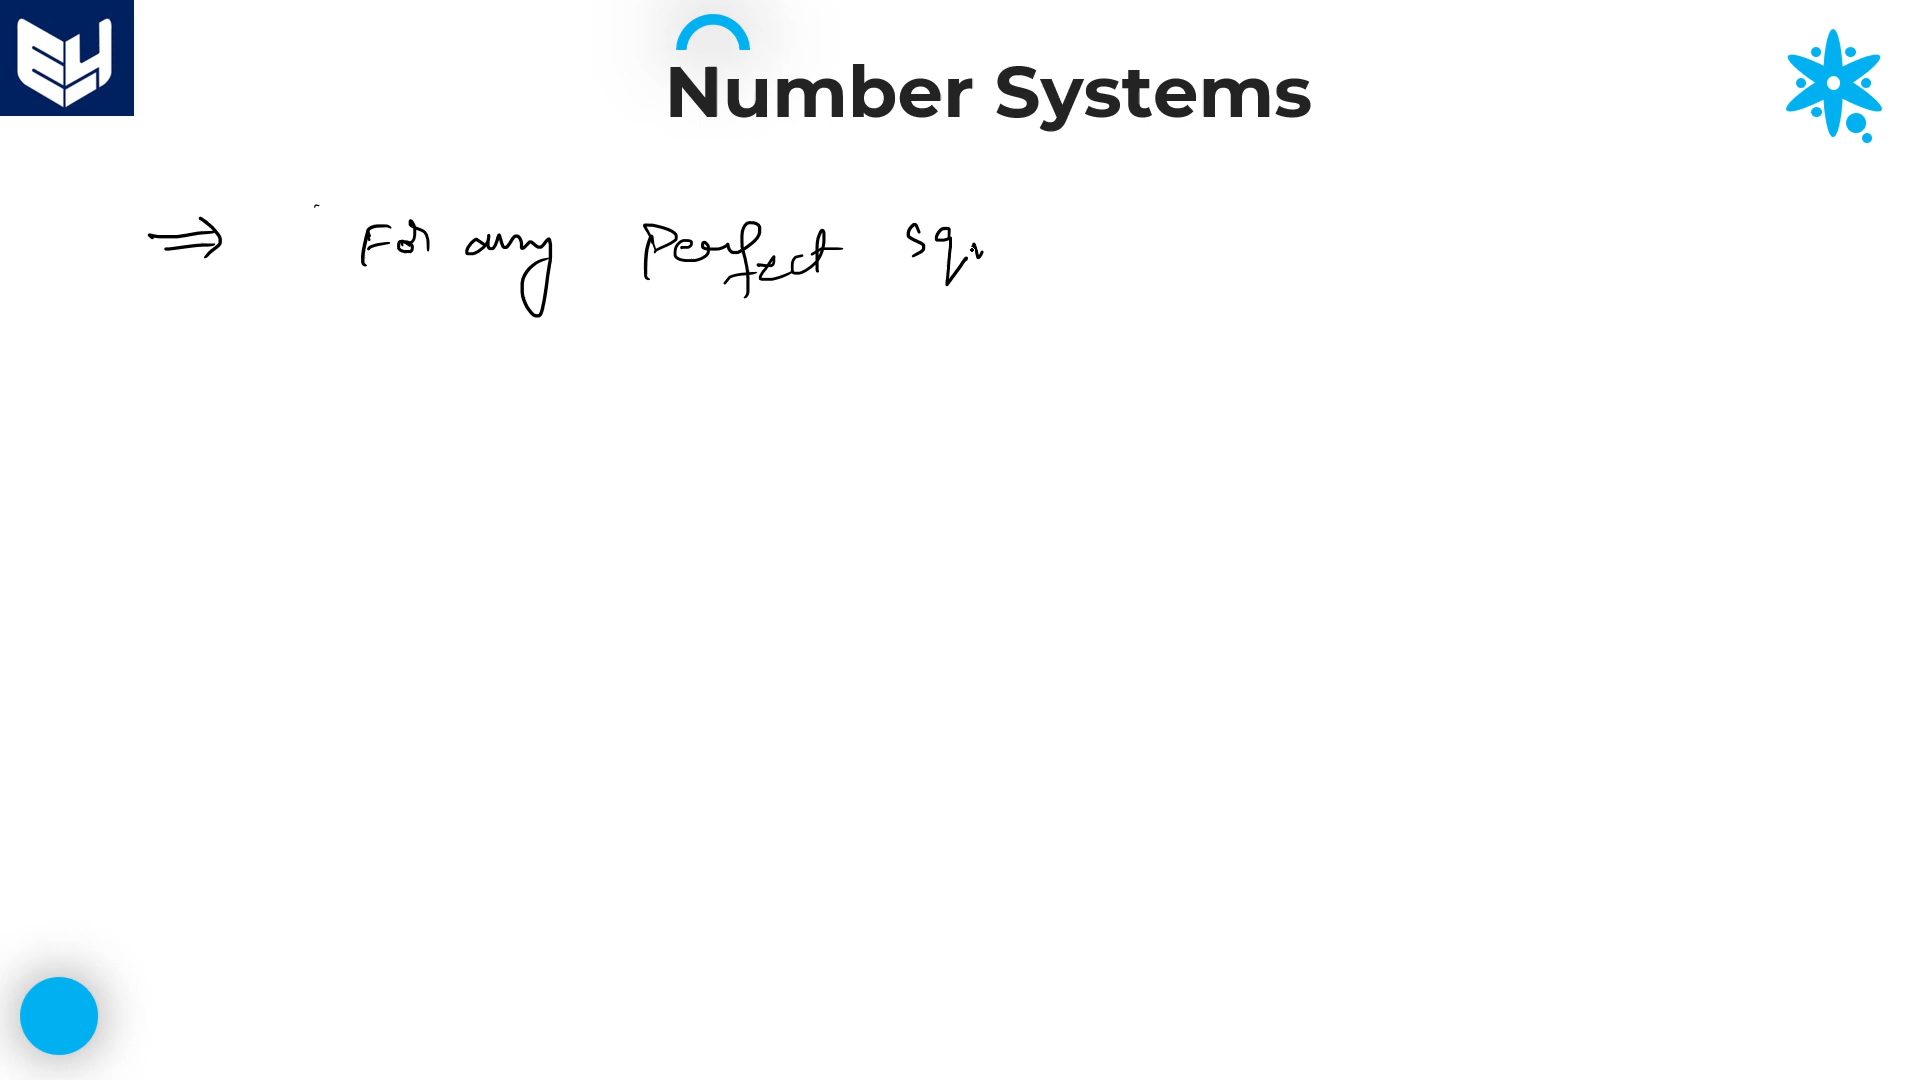 Number Systems
⇒ For any Perfect sq